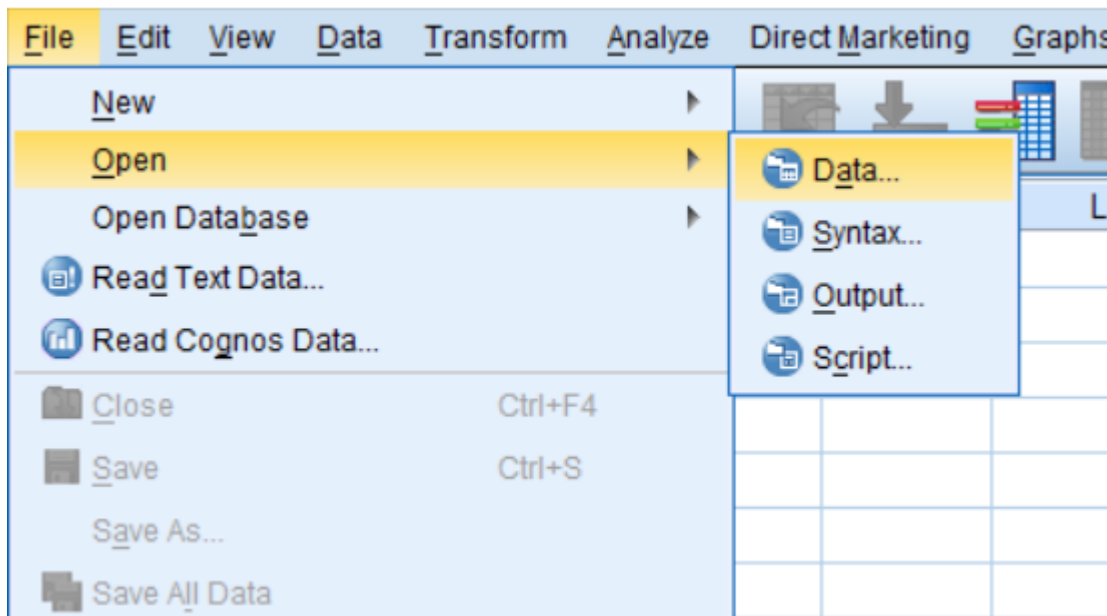 File Edit View Data Transform Analyze Direct Marketing Graphs
New
Open
Open Database
Read Text Data...
Read Cognos Data...
Close Ctrl+F4
Save Ctrl+S
Save As...
Save All Data
Data...
Syntax...
Output...
Script...
L